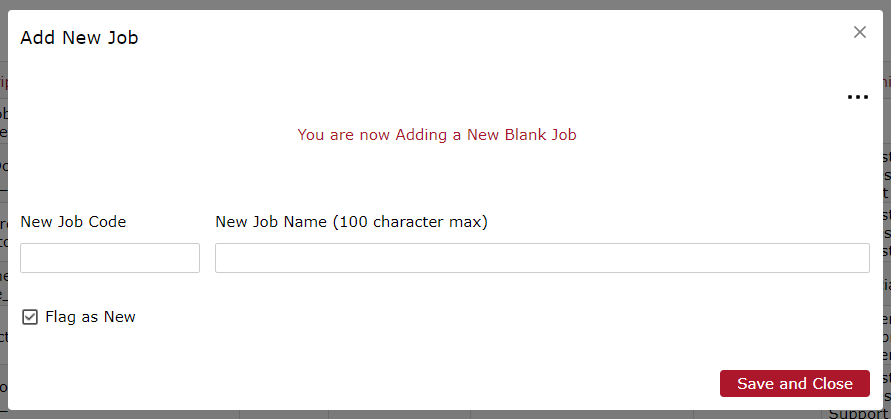 Add New Job
You are now Adding a New Blank Job
New Job Code
New Job Name (100 character max)
Flag as New
Save and Close
Support